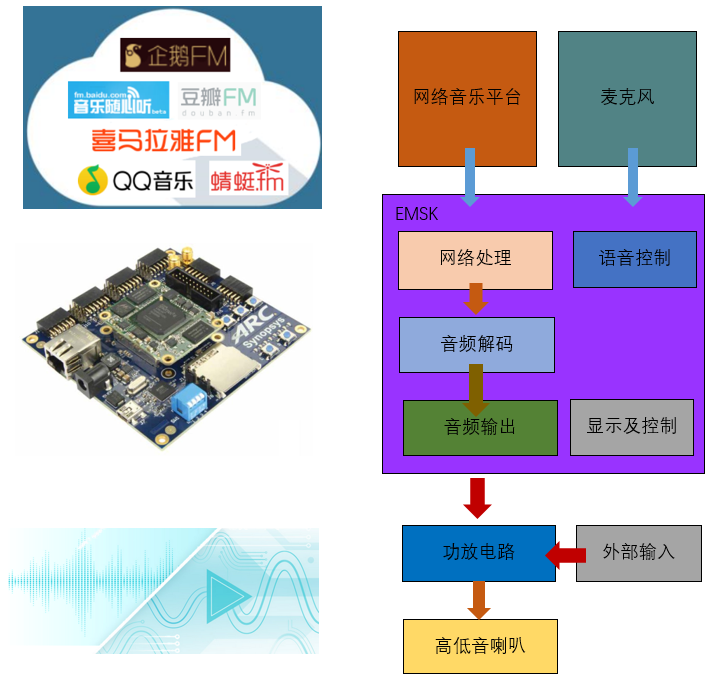 企鹅FM
fm.baidu.com
音乐随心听beta
豆瓣FM
douban.fm
喜马拉雅FM
QQ音乐
蜻蜓.fm
ARC
Synopsys
网络音乐平台
麦克风
EMSK
网络处理
语音控制
音频解码
音频输出
显示及控制
功放电路
外部输入
高低音喇叭